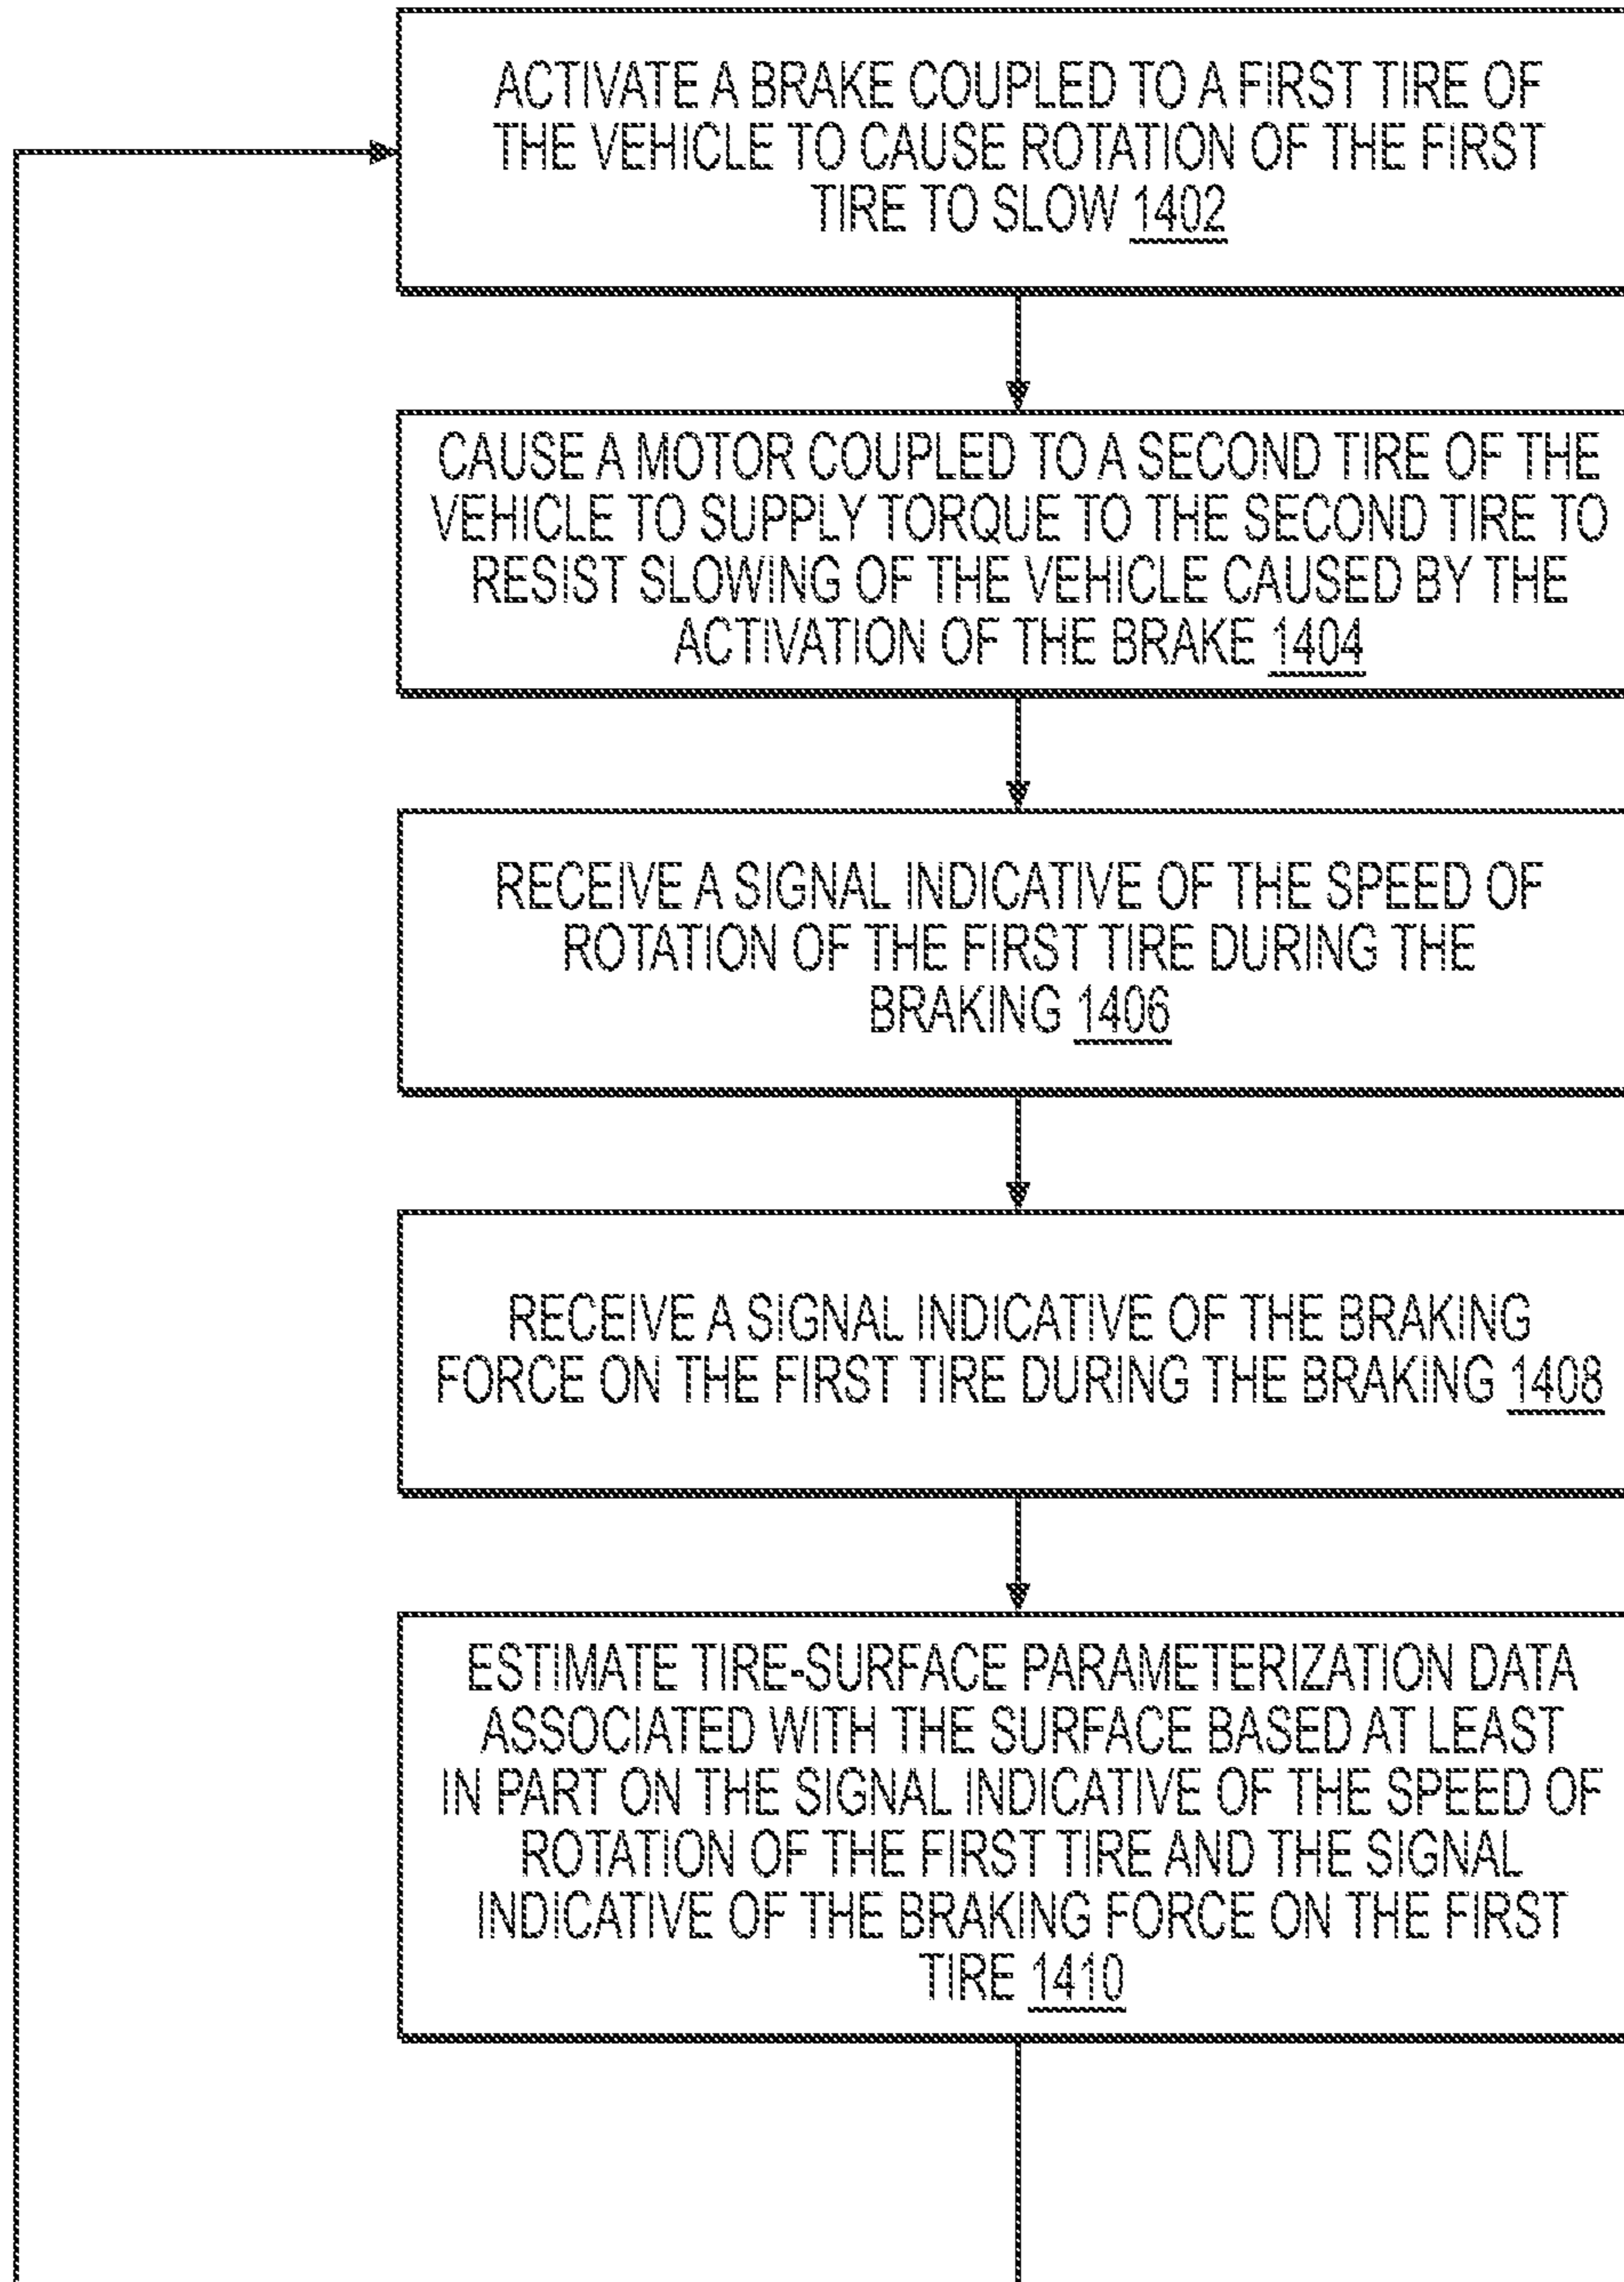 ACTIVATE A BRAKE COUPLED TO A FIRST TIRE OF
THE VEHICLE TO CAUSE ROTATION OF THE FIRST
TIRE TO SLOW 1402
CAUSE A MOTOR COUPLED TO A SECOND TIRE OF THE
VEHICLE TO SUPPLY TORQUE TO THE SECOND TIRE TO
RESIST SLOWING OF THE VEHICLE CAUSED BY THE
ACTIVATION OF THE BRAKE 1404
RECEIVE A SIGNAL INDICATIVE OF THE SPEED OF
ROTATION OF THE FIRST TIRE DURING THE
BRAKING 1406
RECEIVE A SIGNAL INDICATIVE OF THE BRAKING
FORCE ON THE FIRST TIRE DURING THE BRAKING 1408
ESTIMATE TIRE-SURFACE PARAMETERIZATION DATA
ASSOCIATED WITH THE SURFACE BASED AT LEAST
IN PART ON THE SIGNAL INDICATIVE OF THE SPEED OF
ROTATION OF THE FIRST TIRE AND THE SIGNAL
INDICATIVE OF THE BRAKING FORCE ON THE FIRST
TIRE 1410